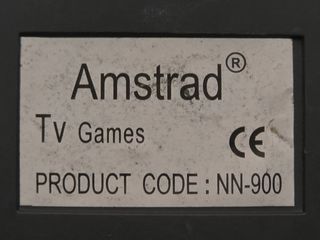 Amstrad®
Tv Games CE
PRODUCT CODE : NN-900